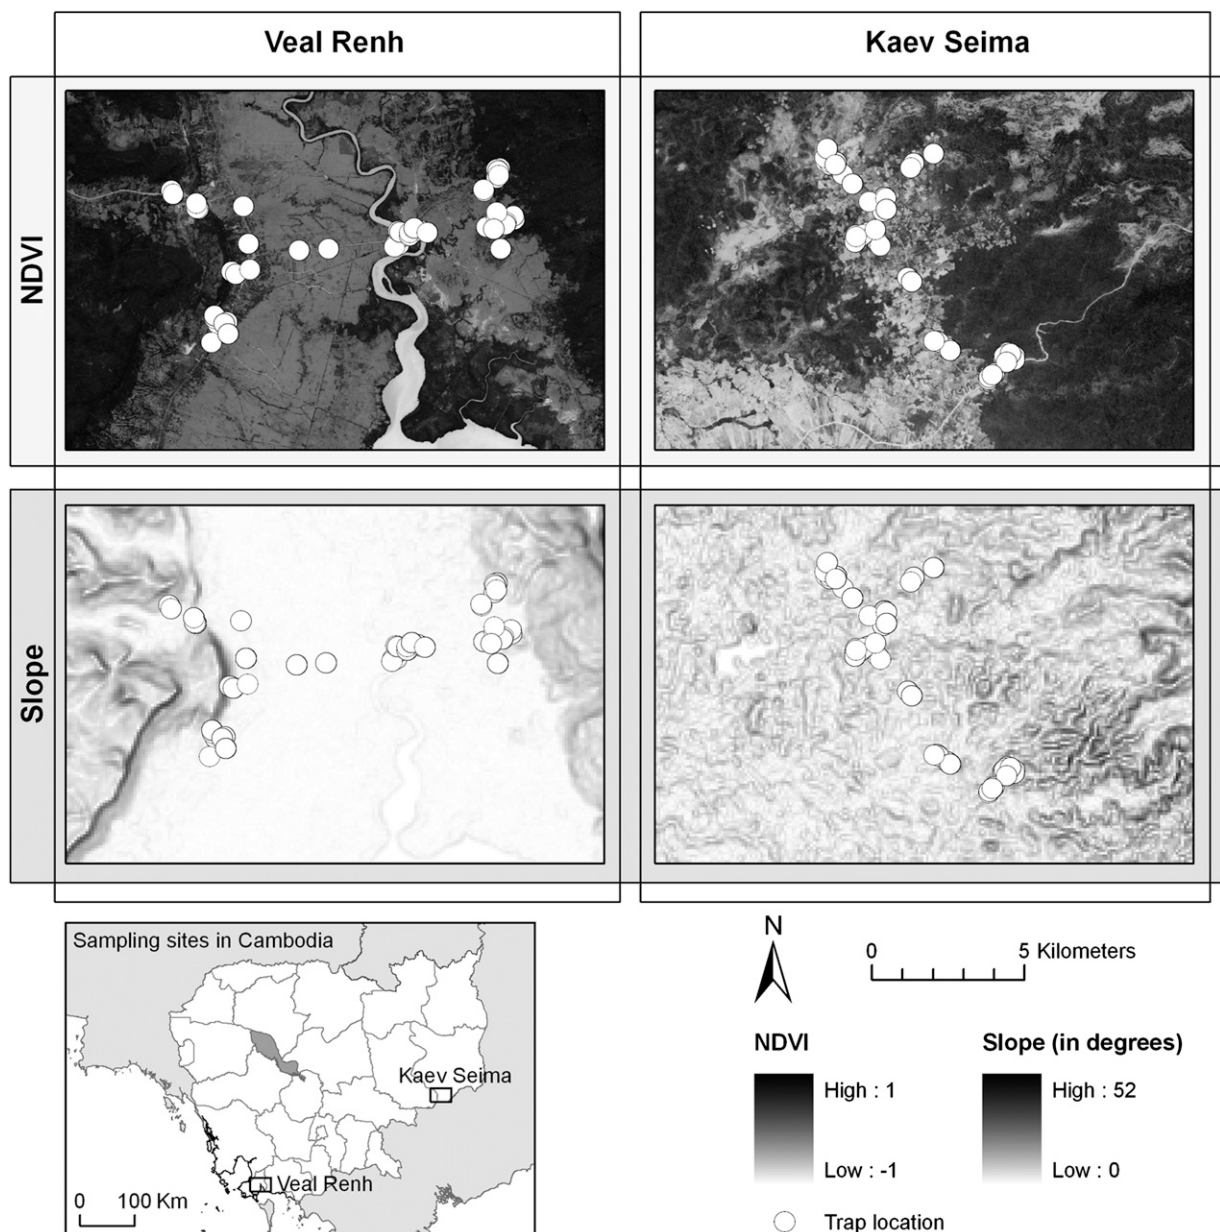 Veal Renh
Kaev Seima
NDVI
Slope
Sampling sites in Cambodia
Kaev Seima
Veal Renh
0 100 Km
N
0 5 Kilometers
NDVI
High : 1
Low : -1
Slope (in degrees)
High : 52
Low : 0
Trap location